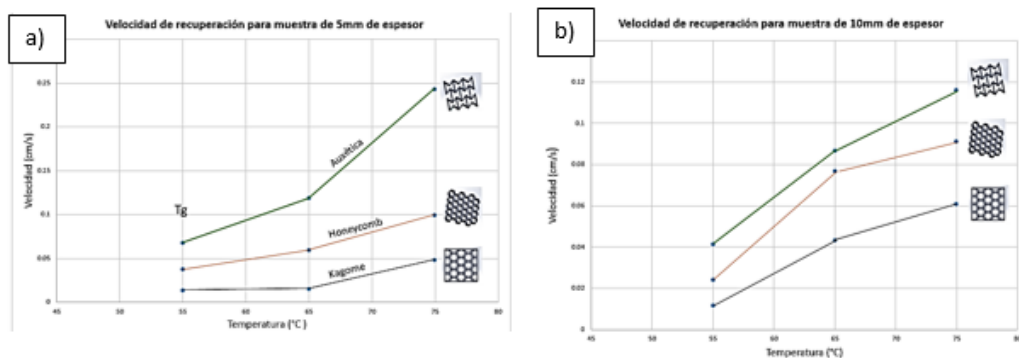 a)
Velocidad de recuperación para muestra de 5mm de espesor
Velocidad (cm/s)
0.25
0.2
0.15
0.1
0.05
0
Tg
Auxética
Honeycomb
Kagome
45
50
55
60
65
70
75
80
Temperatura (°C )
b)
Velocidad de recuperación para muestra de 10mm de espesor
Velocidad (cm/s)
0.12
0.1
0.08
0.06
0.04
0.02
0
45
50
55
60
65
70
75
80
Temperatura (°C)